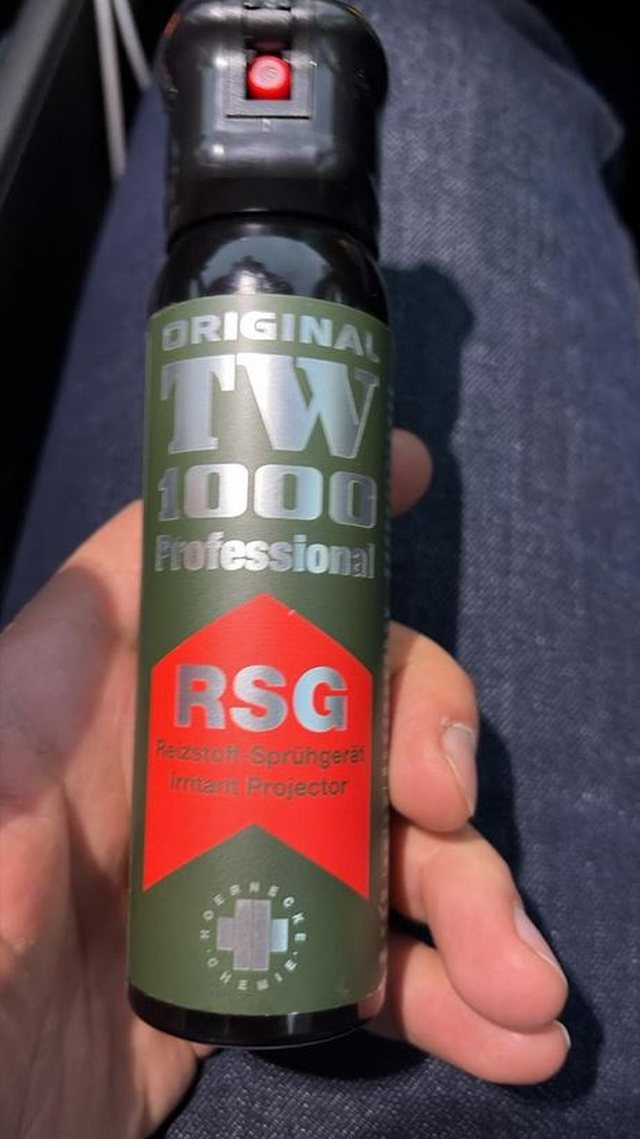 ORIGINAL
TW
1000
Professional
RSG
Reizstoff-Sprühgerät
Irritant Projector
HOERNECKE
CHEMIE